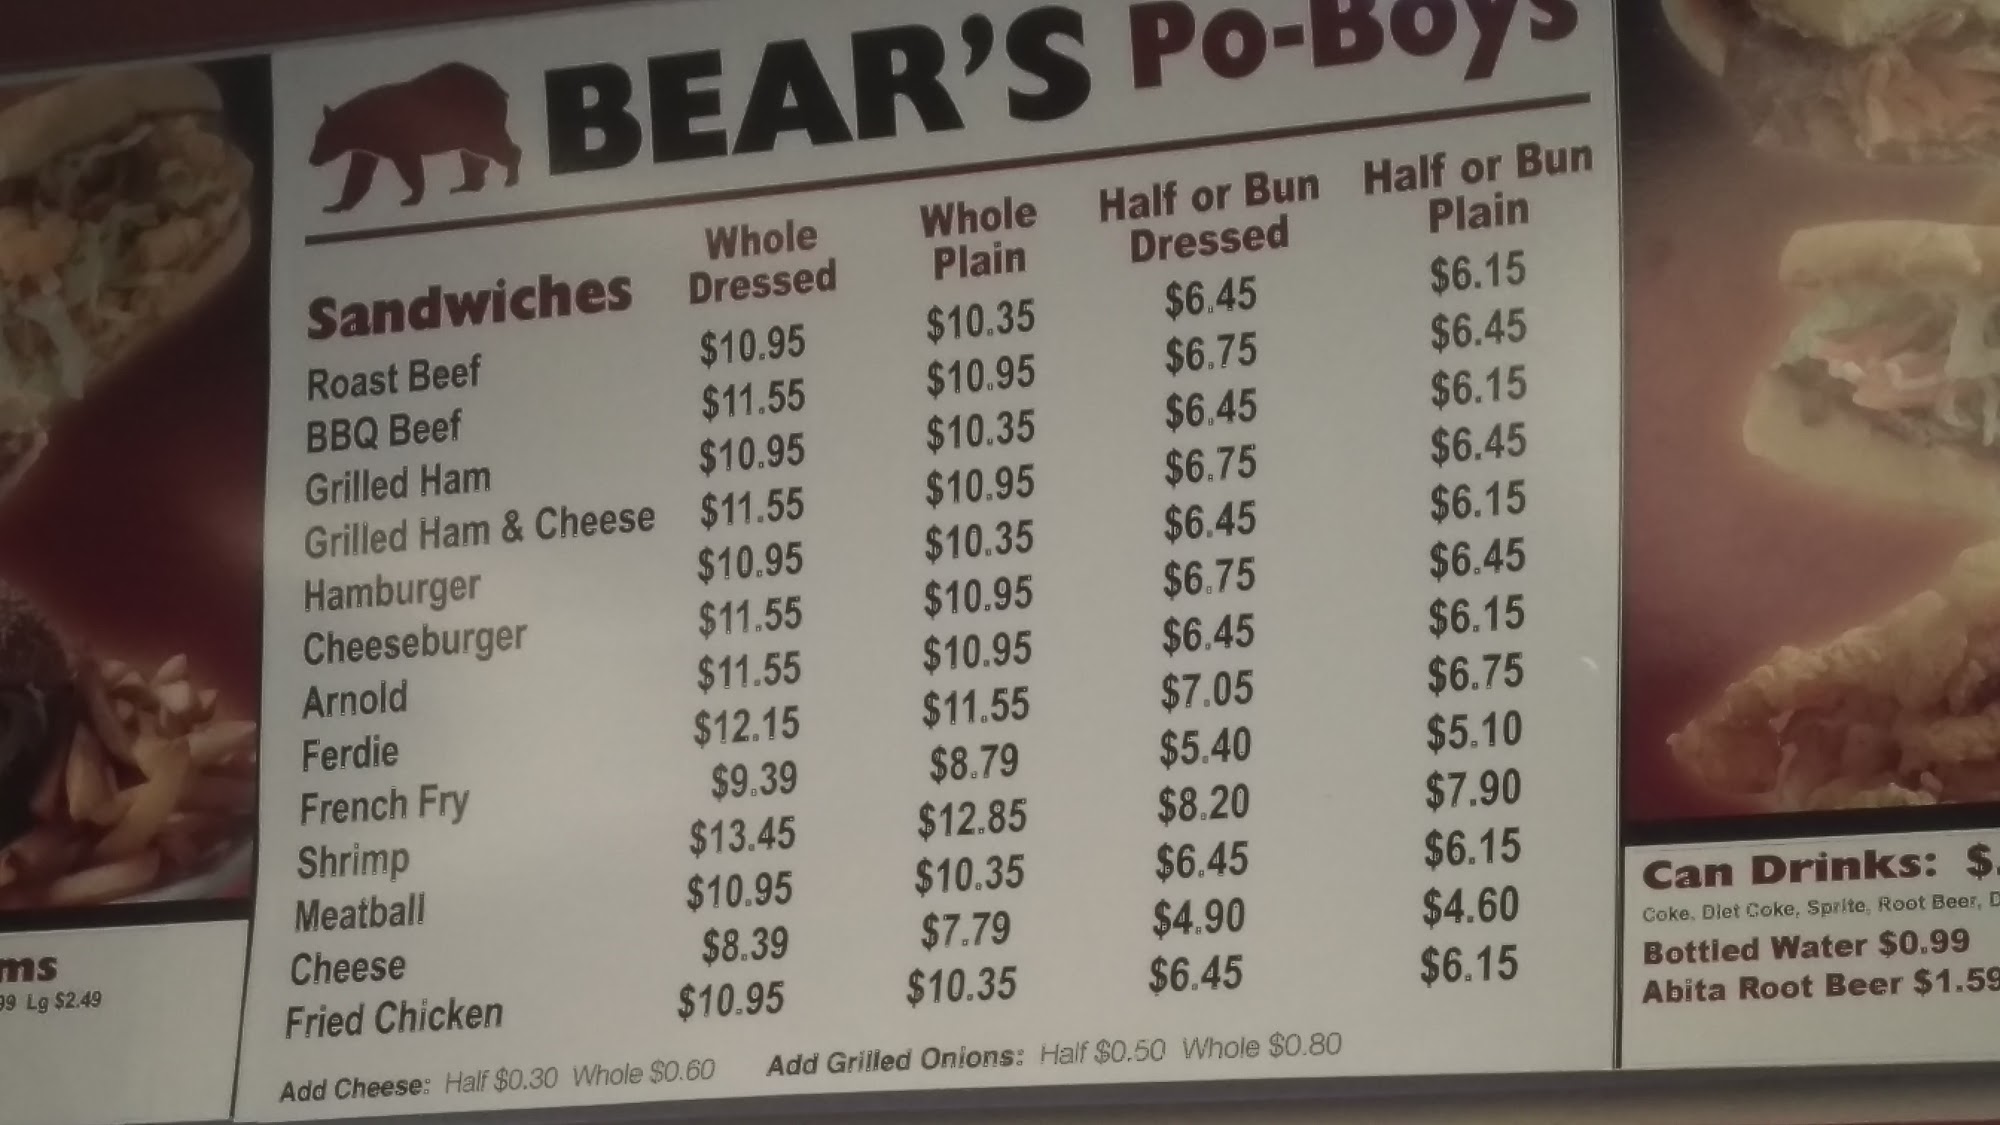 BEAR'S Po-Boys
Sandwiches Whole Dressed Whole Plain Half or Bun Dressed Half or Bun Plain
Roast Beef $10.95 $10.35 $6.45 $6.15
BBQ Beef $11.55 $10.95 $6.75 $6.45
Grilled Ham $10.95 $10.35 $6.45 $6.15
Grilled Ham & Cheese $11.55 $10.95 $6.75 $6.45
Hamburger $10.95 $10.35 $6.45 $6.15
Cheeseburger $11.55 $10.95 $6.75 $6.45
Arnold $11.55 $10.95 $6.45 $6.15
Ferdie $12.15 $11.55 $7.05 $6.75
French Fry $9.39 $8.79 $5.40 $5.10
Shrimp $13.45 $12.85 $8.20 $7.90
Meatball $10.95 $10.35 $6.45 $6.15
Cheese $8.39 $7.79 $4.90 $4.60
Fried Chicken $10.95 $10.35 $6.45 $6.15
Add Cheese: Half $0.30 Whole $0.60 Add Grilled Onions: Half $0.50 Whole $0.80
ms
99 Lg $2.49
Can Drinks: $.
Coke, Diet Coke, Sprite, Root Beer, D
Bottled Water $0.99
Abita Root Beer $1.59